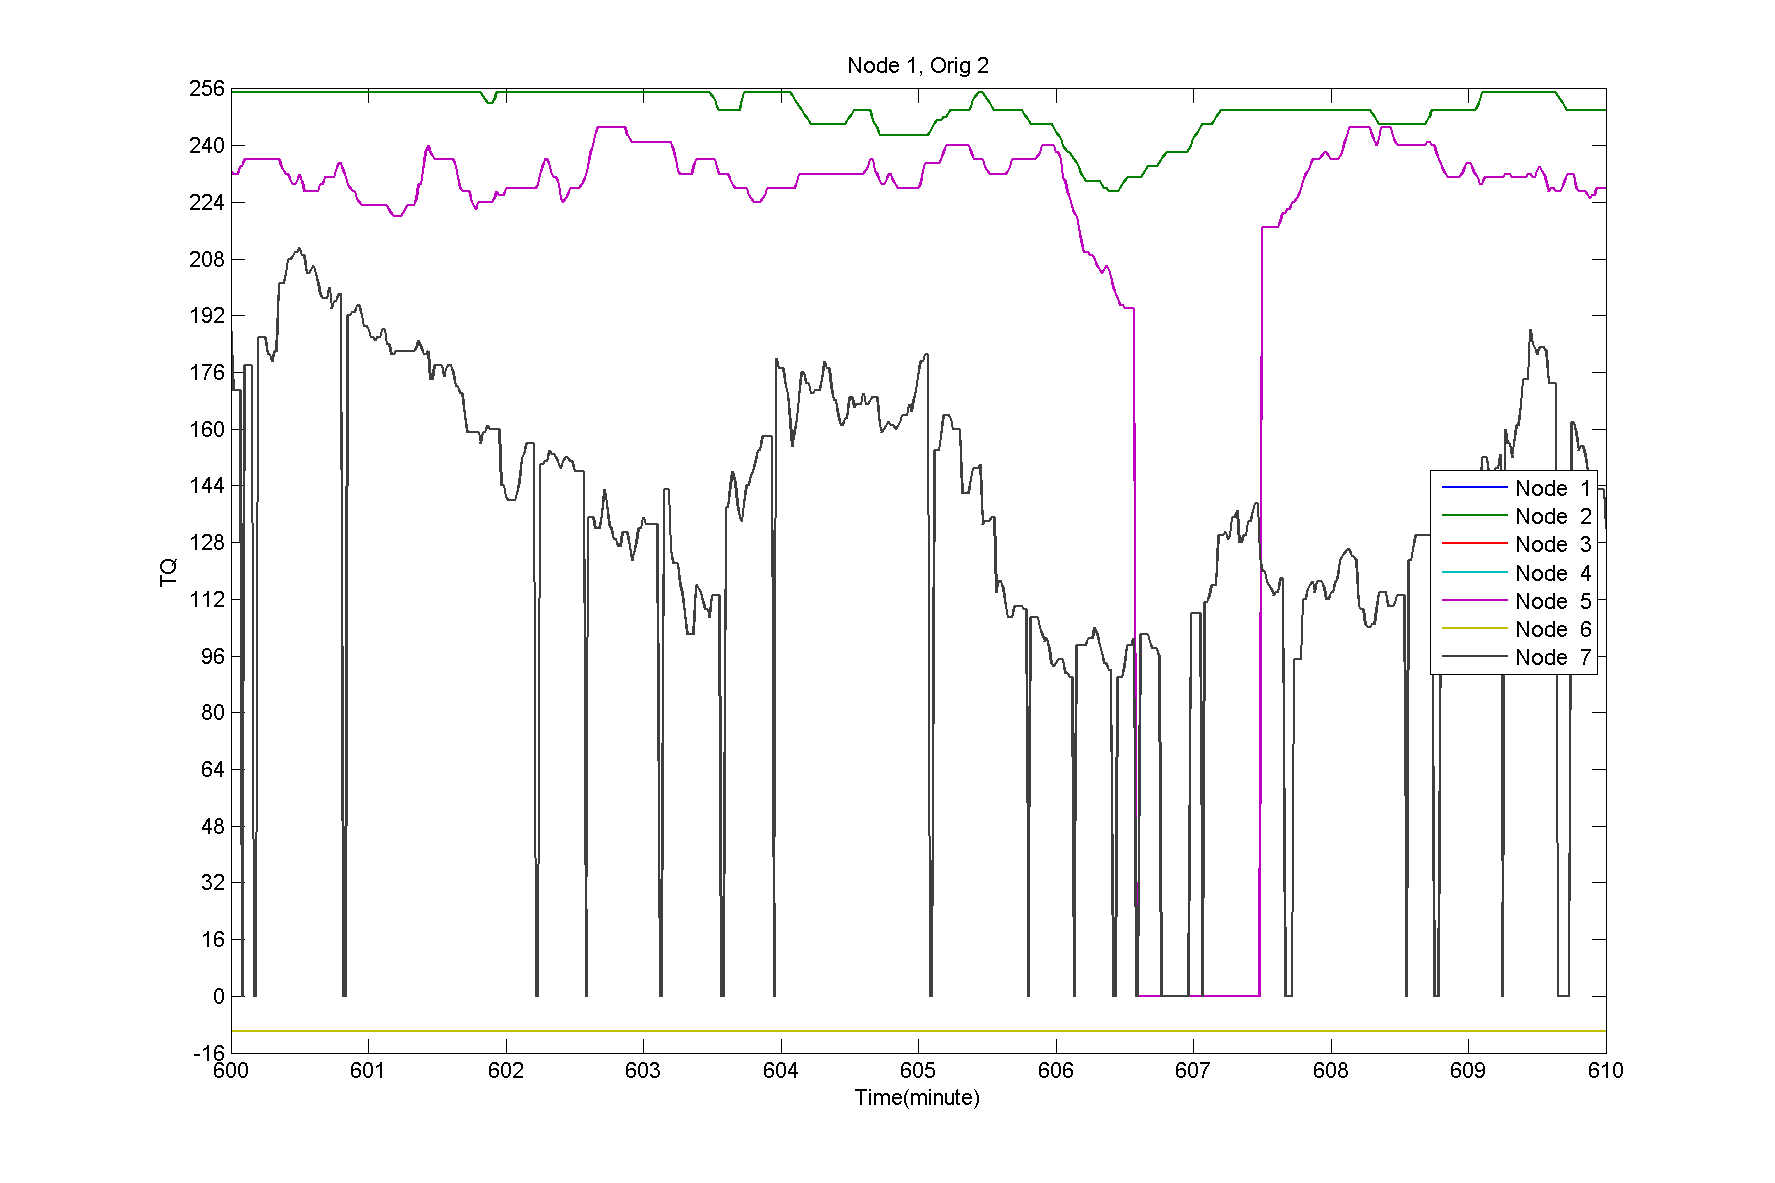 Node 1, Orig 2
256
240
224
208
192
176
160
144
128
112
96
80
64
48
32
16
0
-16
TQ
Node 1
Node 2
Node 3
Node 4
Node 5
Node 6
Node 7
600 601 602 603 604 605 606 607 608 609 610
Time(minute)